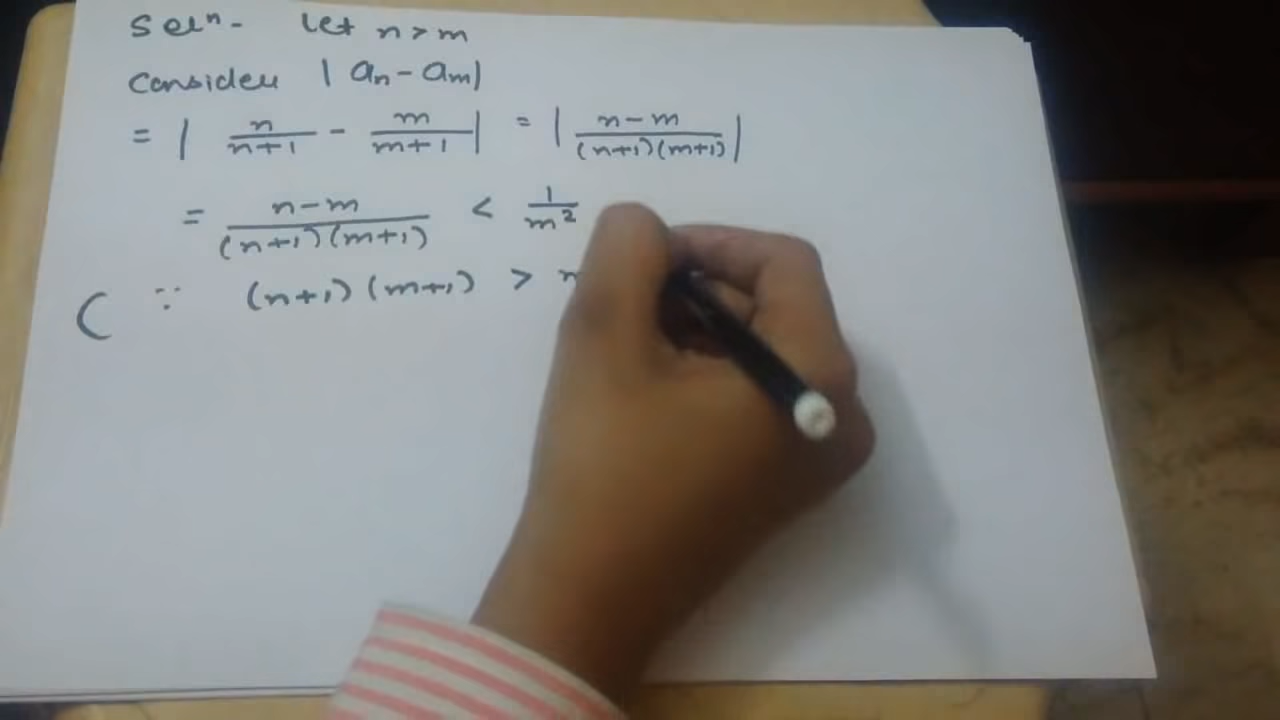 Solⁿ- Let n>m
Consider | aₙ - aₘ|
= | n/(n+1) - m/(m+1) | = | (n-m)/((n+1)(m+1)) |
= (n-m)/((n+1)(m+1)) < 1/m²
( ∵ (n+1)(m+1) >